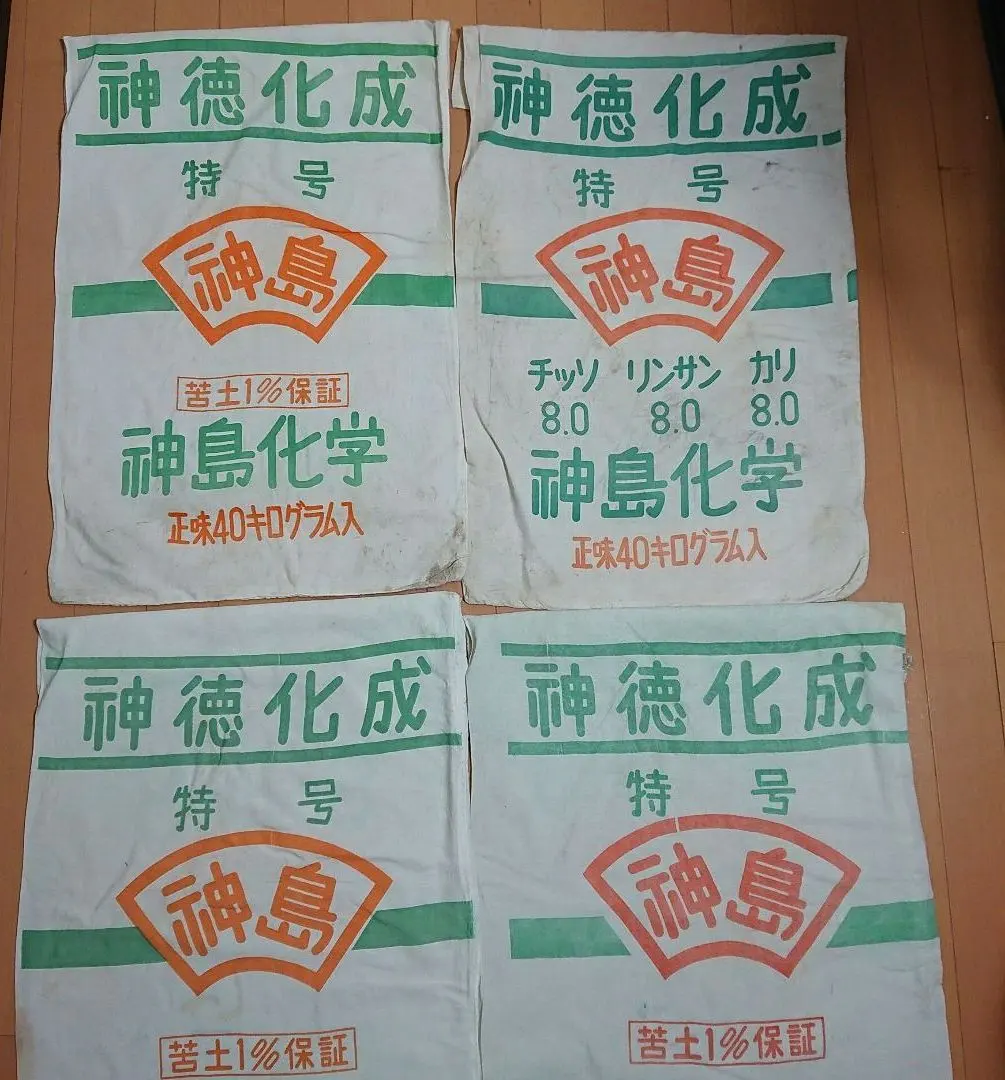 神徳化成
特 号
神島
苦土1%保証
神島化学
正味40キログラム入
神徳化成
特 号
神島
チッソ リンサン カリ
8.0 8.0 8.0
神島化学
正味40キログラム入
神徳化成
特 号
神島
苦土1%保証
神徳化成
特 号
神島
苦土1%保証